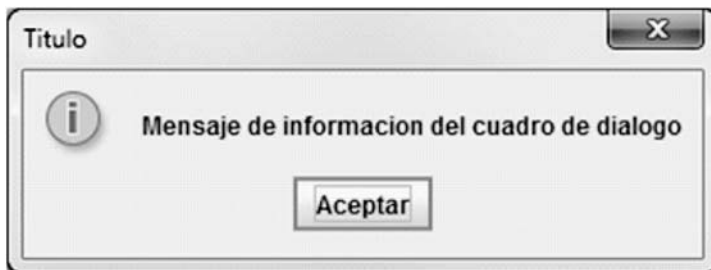 Titulo
Mensaje de informacion del cuadro de dialogo
Aceptar